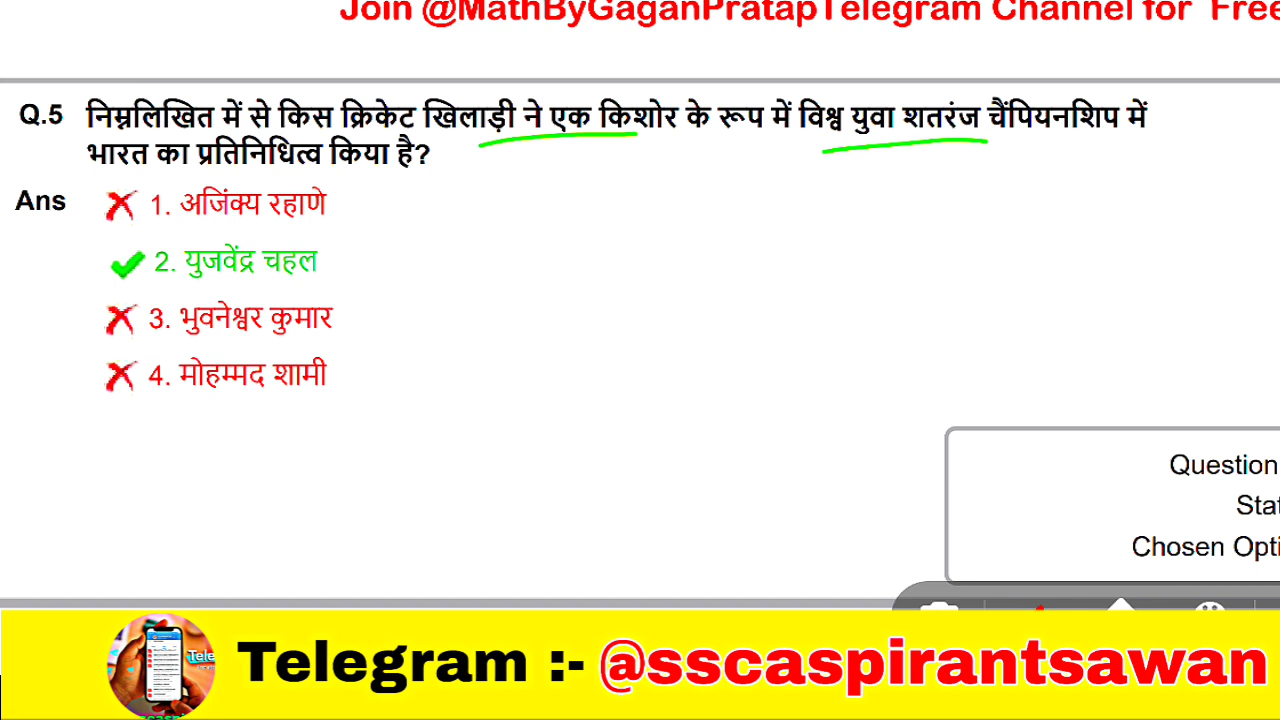 Join @MathByGaganPratapTelegram Channel for Free
Q.5 निम्नलिखित में से किस क्रिकेट खिलाड़ी ने एक किशोर के रूप में विश्व युवा शतरंज चैंपियनशिप में
भारत का प्रतिनिधित्व किया है?
Ans 1. अजिंक्य रहाणे
2. युजवेंद्र चहल
3. भुवनेश्वर कुमार
4. मोहम्मद शामी
Question
Stat
Chosen Opti
Telegram :- @sscaspirantsawan